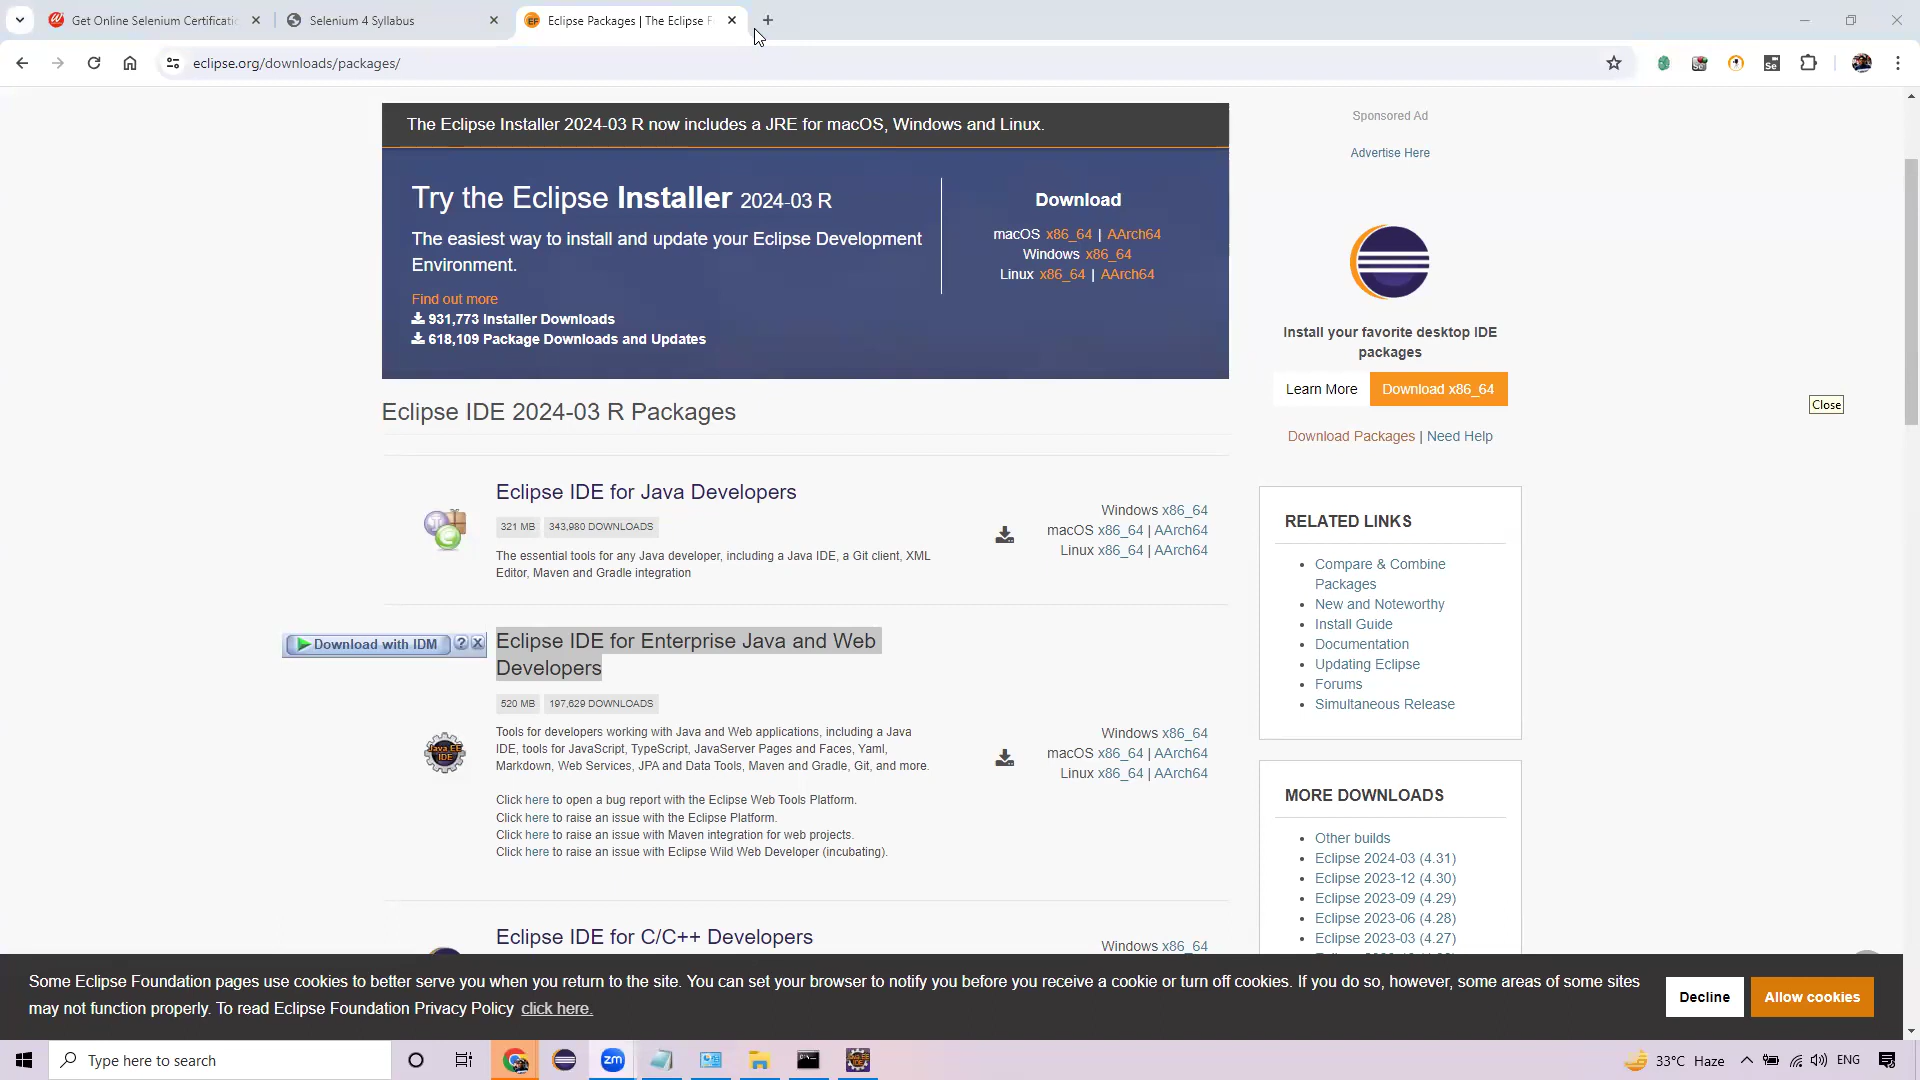 Get Online Selenium Certificatic
Selenium 4 Syllabus
Eclipse Packages | The Eclipse F
eclipse.org/downloads/packages/
The Eclipse Installer 2024-03 R now includes a JRE for macOS, Windows and Linux.
Try the Eclipse Installer 2024-03 R
The easiest way to install and update your Eclipse Development
Environment.
Find out more
931,773 Installer Downloads
618,109 Package Downloads and Updates
Download
macOS x86_64 | AArch64
Windows x86_64
Linux x86_64 | AArch64
Sponsored Ad
Advertise Here
Install your favorite desktop IDE
packages
Learn More
Download x86_64
Download Packages | Need Help
Close
Eclipse IDE 2024-03 R Packages
Eclipse IDE for Java Developers
321 MB 343,980 DOWNLOADS
The essential tools for any Java developer, including a Java IDE, a Git client, XML
Editor, Maven and Gradle integration
Windows x86_64
macOS x86_64 | AArch64
Linux x86_64 | AArch64
Download with IDM
Eclipse IDE for Enterprise Java and Web
Developers
520 MB 197,629 DOWNLOADS
Java EE
IDE
Tools for developers working with Java and Web applications, including a Java
IDE, tools for JavaScript, TypeScript, JavaServer Pages and Faces, Yaml,
Markdown, Web Services, JPA and Data Tools, Maven and Gradle, Git, and more.
Click here to open a bug report with the Eclipse Web Tools Platform.
Click here to raise an issue with the Eclipse Platform.
Click here to raise an issue with Maven integration for web projects.
Click here to raise an issue with Eclipse Wild Web Developer (incubating).
Windows x86_64
macOS x86_64 | AArch64
Linux x86_64 | AArch64
Eclipse IDE for C/C++ Developers
Windows x86_64
RELATED LINKS
Compare & Combine
Packages
New and Noteworthy
Install Guide
Documentation
Updating Eclipse
Forums
Simultaneous Release
MORE DOWNLOADS
Other builds
Eclipse 2024-03 (4.31)
Eclipse 2023-12 (4.30)
Eclipse 2023-09 (4.29)
Eclipse 2023-06 (4.28)
Eclipse 2023-03 (4.27)
Some Eclipse Foundation pages use cookies to better serve you when you return to the site. You can set your browser to notify you before you receive a cookie or turn off cookies. If you do so, however, some areas of some sites
may not function properly. To read Eclipse Foundation Privacy Policy click here.
Decline
Allow cookies
Type here to search
zm
33°C Haze
ENG